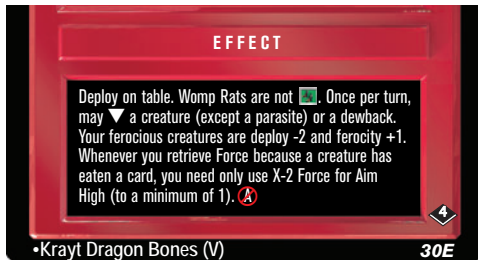 EFFECT
Deploy on table. Womp Rats are not . Once per turn,
may ▼ a creature (except a parasite) or a dewback.
Your ferocious creatures are deploy -2 and ferocity +1.
Whenever you retrieve Force because a creature has
eaten a card, you need only use X-2 Force for Aim
High (to a minimum of 1). A
4
•Krayt Dragon Bones (V) 30E